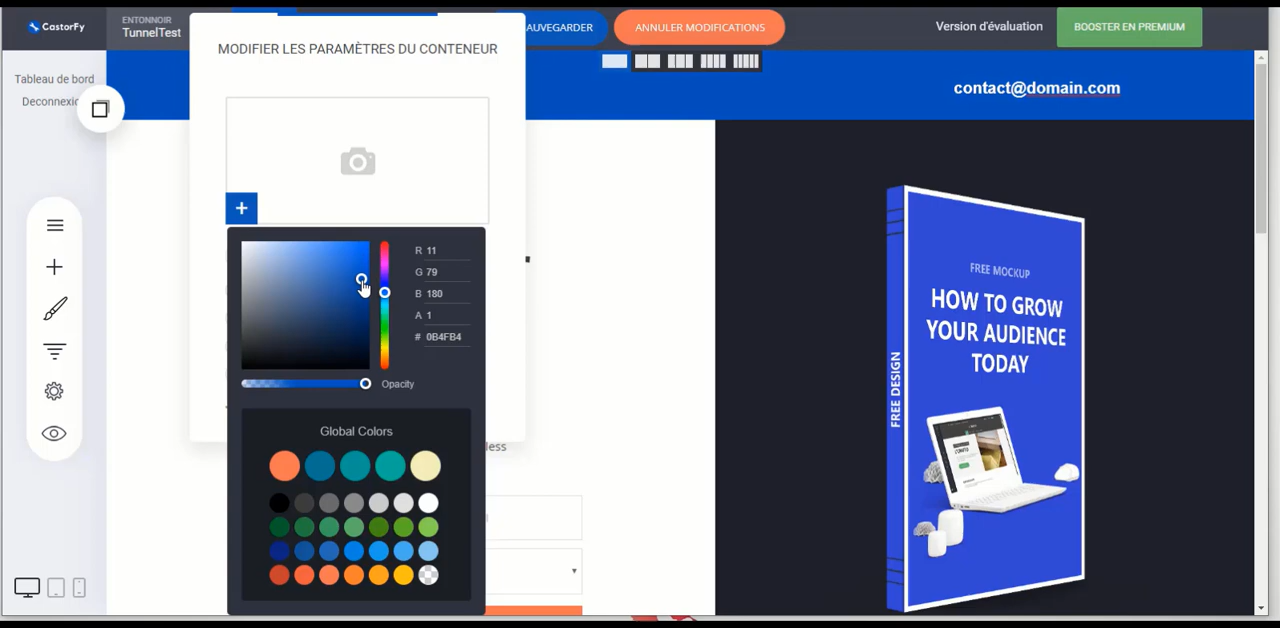 CastorFy
ENTONNOIR
TunnelTest
AUVEGARDER
ANNULER MODIFICATIONS
Version d'évaluation
BOOSTER EN PREMIUM
MODIFIER LES PARAMÈTRES DU CONTENEUR
Tableau de bord
Deconnexio
contact@domain.com
+
R 11
G 79
B 180
A 1
# 0B4FB4
Opacity
Global Colors
less
FREE MOCKUP
HOW TO GROW
YOUR AUDIENCE
TODAY
FREE DESIGN